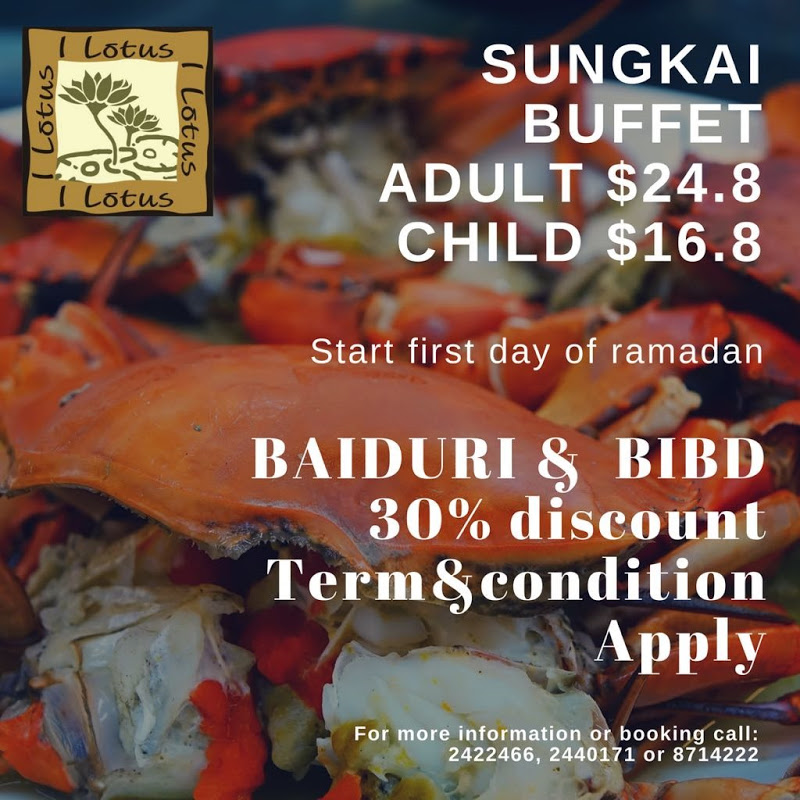 I Lotus
I Lotus
I Lotus
I Lotus
SUNGKAI
BUFFET
ADULT $24.8
CHILD $16.8
Start first day of ramadan
BAIDURI & BIBD
30% discount
Term&condition
Apply
For more information or booking call:
2422466, 2440171 or 8714222